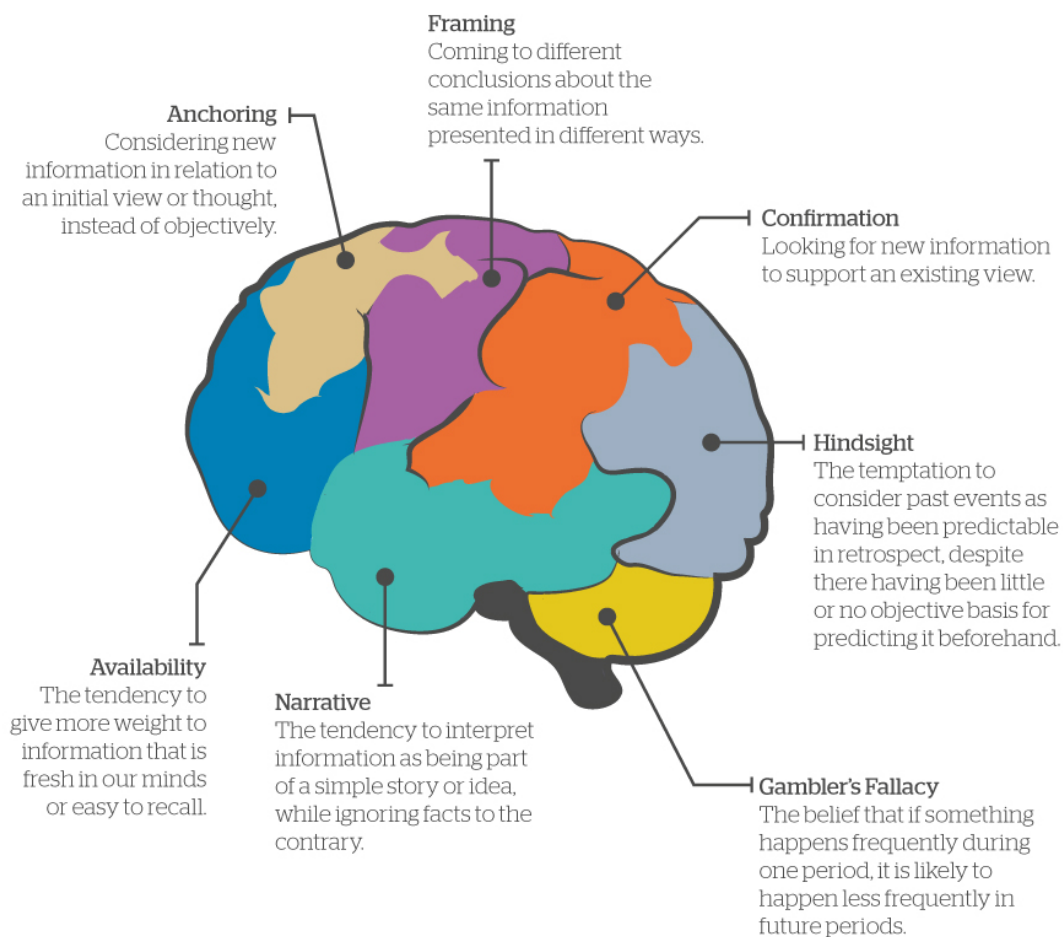 Framing
Coming to different
conclusions about the
same information
presented in different ways.
Anchoring
Considering new
information in relation to
an initial view or thought,
instead of objectively.
Confirmation
Looking for new information
to support an existing view.
Hindsight
The temptation to
consider past events as
having been predictable
in retrospect, despite
there having been little
or no objective basis for
predicting it beforehand.
Availability
The tendency to
give more weight to
information that is
fresh in our minds
or easy to recall.
Narrative
The tendency to interpret
information as being part
of a simple story or idea,
while ignoring facts to the
contrary.
Gambler's Fallacy
The belief that if something
happens frequently during
one period, it is likely to
happen less frequently in
future periods.